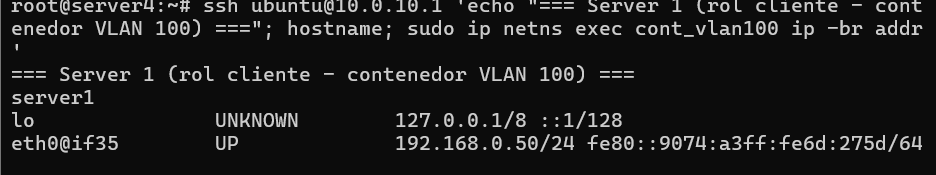 root@server4:~# ssh ubuntu@10.0.10.1 'echo "=== Server 1 (rol cliente - cont
enedor VLAN 100) ==="; hostname; sudo ip netns exec cont_vlan100 ip -br addr
'
=== Server 1 (rol cliente - contenedor VLAN 100) ===
server1
lo               UNKNOWN        127.0.0.1/8 ::1/128
eth0@if35        UP             192.168.0.50/24 fe80::9074:a3ff:fe6d:275d/64